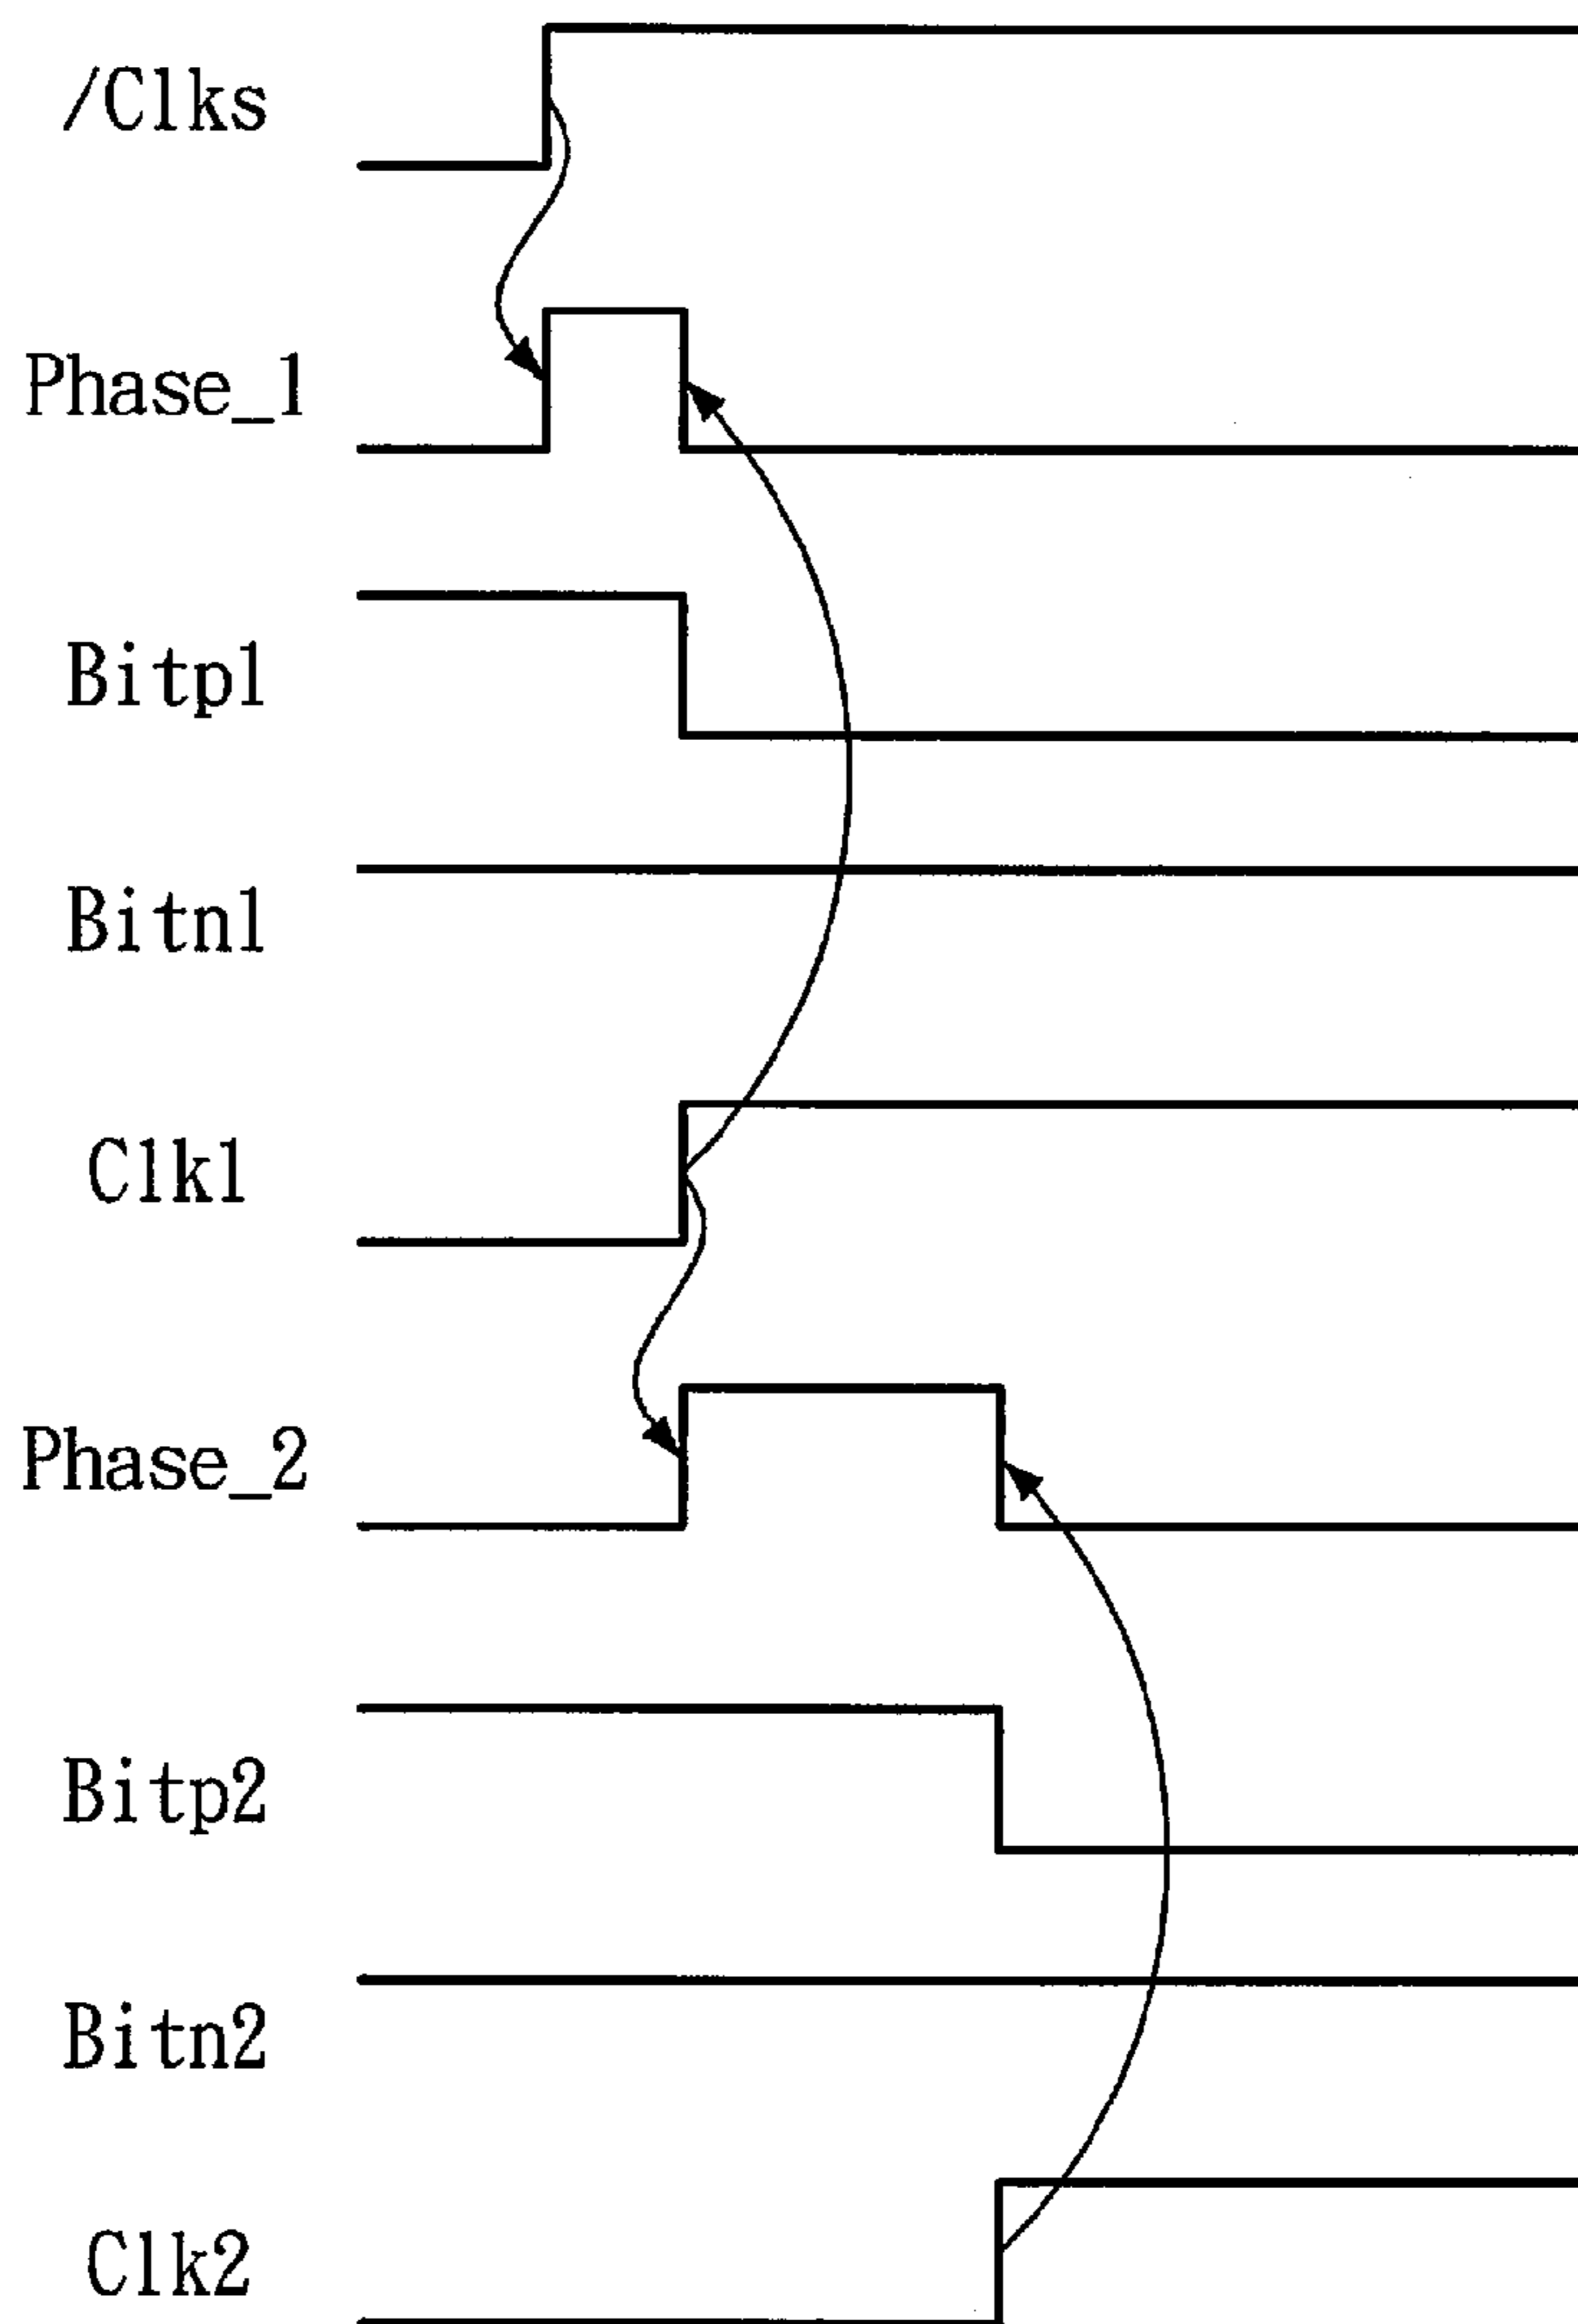 /Clks
Phase_1
Bitp1
Bitn1
Clk1
Phase_2
Bitp2
Bitn2
Clk2